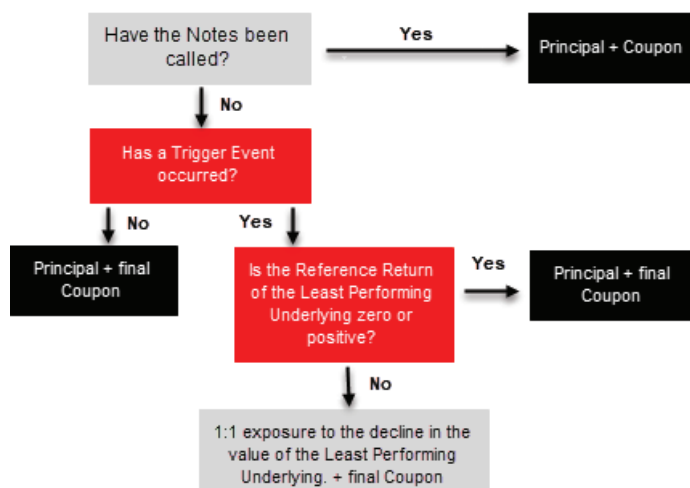 Have the Notes been
called?
Yes
Principal + Coupon
No
Has a Trigger Event
occurred?
No
Yes
Principal + final
Coupon
Is the Reference Return
of the Least Performing
Underlying zero or
positive?
Yes
Principal + final
Coupon
No
1:1 exposure to the decline in the
value of the Least Performing
Underlying. + final Coupon